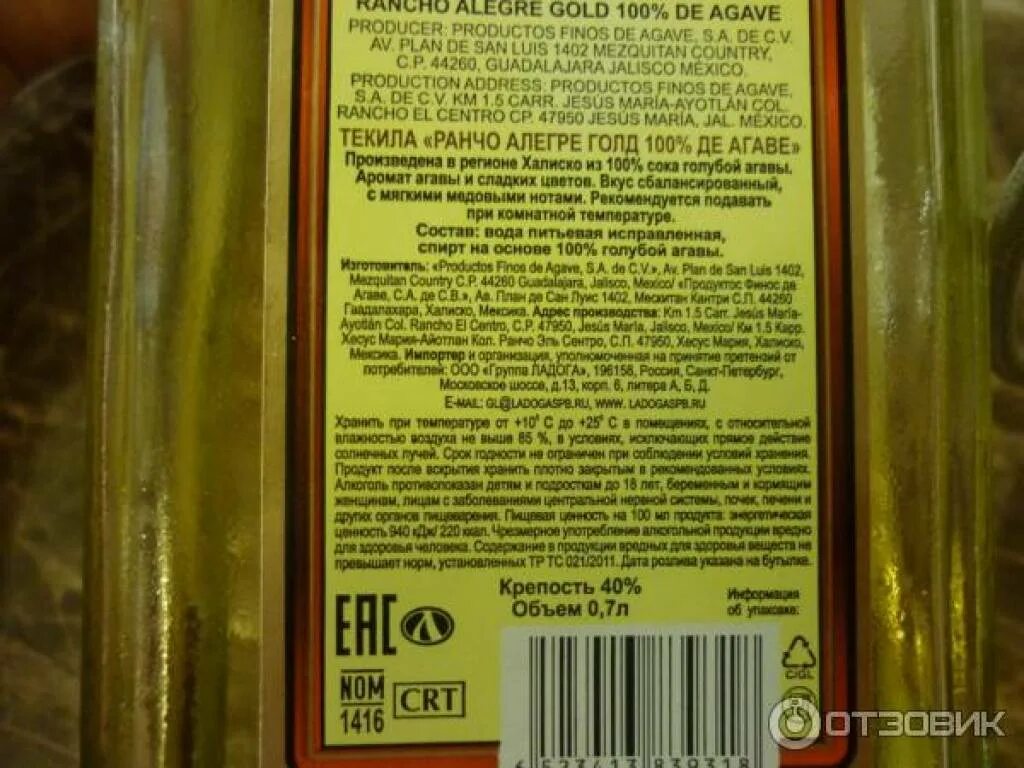 RANCHO ALEGRE GOLD 100% DE AGAVE
PRODUCER: PRODUCTOS FINOS DE AGAVE, S.A. DE C.V.
AV. PLAN DE SAN LUIS 1402 MEZQUITAN COUNTRY,
C.P. 44260, GUADALAJARA JALISCO MÉXICO.
PRODUCTION ADDRESS: PRODUCTOS FINOS DE AGAVE,
S.A. DE C.V. KM 1.5 CARR. JESÚS MARÍA-AYOTLÁN COL.
RANCHO EL CENTRO CP. 47950 JESÚS MARÍA, JAL. MÉXICO.
ТЕКИЛА «РАНЧО АЛЕГРЕ ГОЛД 100% ДЕ АГАВЕ»
Произведена в регионе Халиско из 100% сока голубой агавы.
Аромат агавы и сладких цветов. Вкус сбалансированный,
с мягкими медовыми нотами. Рекомендуется подавать
при комнатной температуре.
Состав: вода питьевая исправленная,
спирт на основе 100% голубой агавы.
Изготовитель: «Productos Finos de Agave, S.A. de C.V.», Av. Plan de San Luis 1402,
Mezquitan Country C.P. 44260 Guadalajara, Jalisco, Mexico/ «Продуктос Финос де
Агаве, С.А. де С.В.», Ав. План де Сан Луис 1402, Месхитан Кантри С.П. 44260
Гвадалахара, Халиско, Мексика. Адрес производства: Km 1.5 Carr. Jesús María-
Ayotlán Col. Rancho El Centro, C.P. 47950, Jesús María, Jalisco, Mexico/ Км 1.5 Карр.
Хесус Мария-Айотлан Кол. Ранчо Эль Сентро, С.П. 47950, Хесус Мария, Халиско,
Мексика. Импортер и организация, уполномоченная на принятие претензий от
потребителей: ООО «Группа ЛАДОГА», 196158, Россия, Санкт-Петербург,
Московское шоссе, д.13, корп. 6, литера А, Б, Д.
E-MAIL: GL@LADOGASPB.RU, WWW. LADOGASPB.RU
Хранить при температуре от +10° С до +25° С в помещениях, с относительной
влажностью воздуха не выше 85 %, в условиях, исключающих прямое действие
солнечных лучей. Срок годности не ограничен при соблюдении условий хранения.
Продукт после вскрытия хранить плотно закрытым в рекомендованных условиях.
Алкоголь противопоказан детям и подросткам до 18 лет, беременным и кормящим
женщинам, лицам с заболеваниями центральной нервной системы, почек, печени и
других органов пищеварения. Пищевая ценность на 100 мл продукта: энергетическая
ценность 940 кДж/ 220 ккал. Чрезмерное употребление алкогольной продукции вредно
для здоровья человека. Содержание в продукции вредных для здоровья веществ не
превышает норм, установленных ТР ТС 021/2011. Дата розлива указана на бутылке.
Крепость 40%
Объем 0,7л
Информация
об упаковке:
EAC
NOM
1416
CRT
C/GL
6 523413 839318
ОТЗОВИК